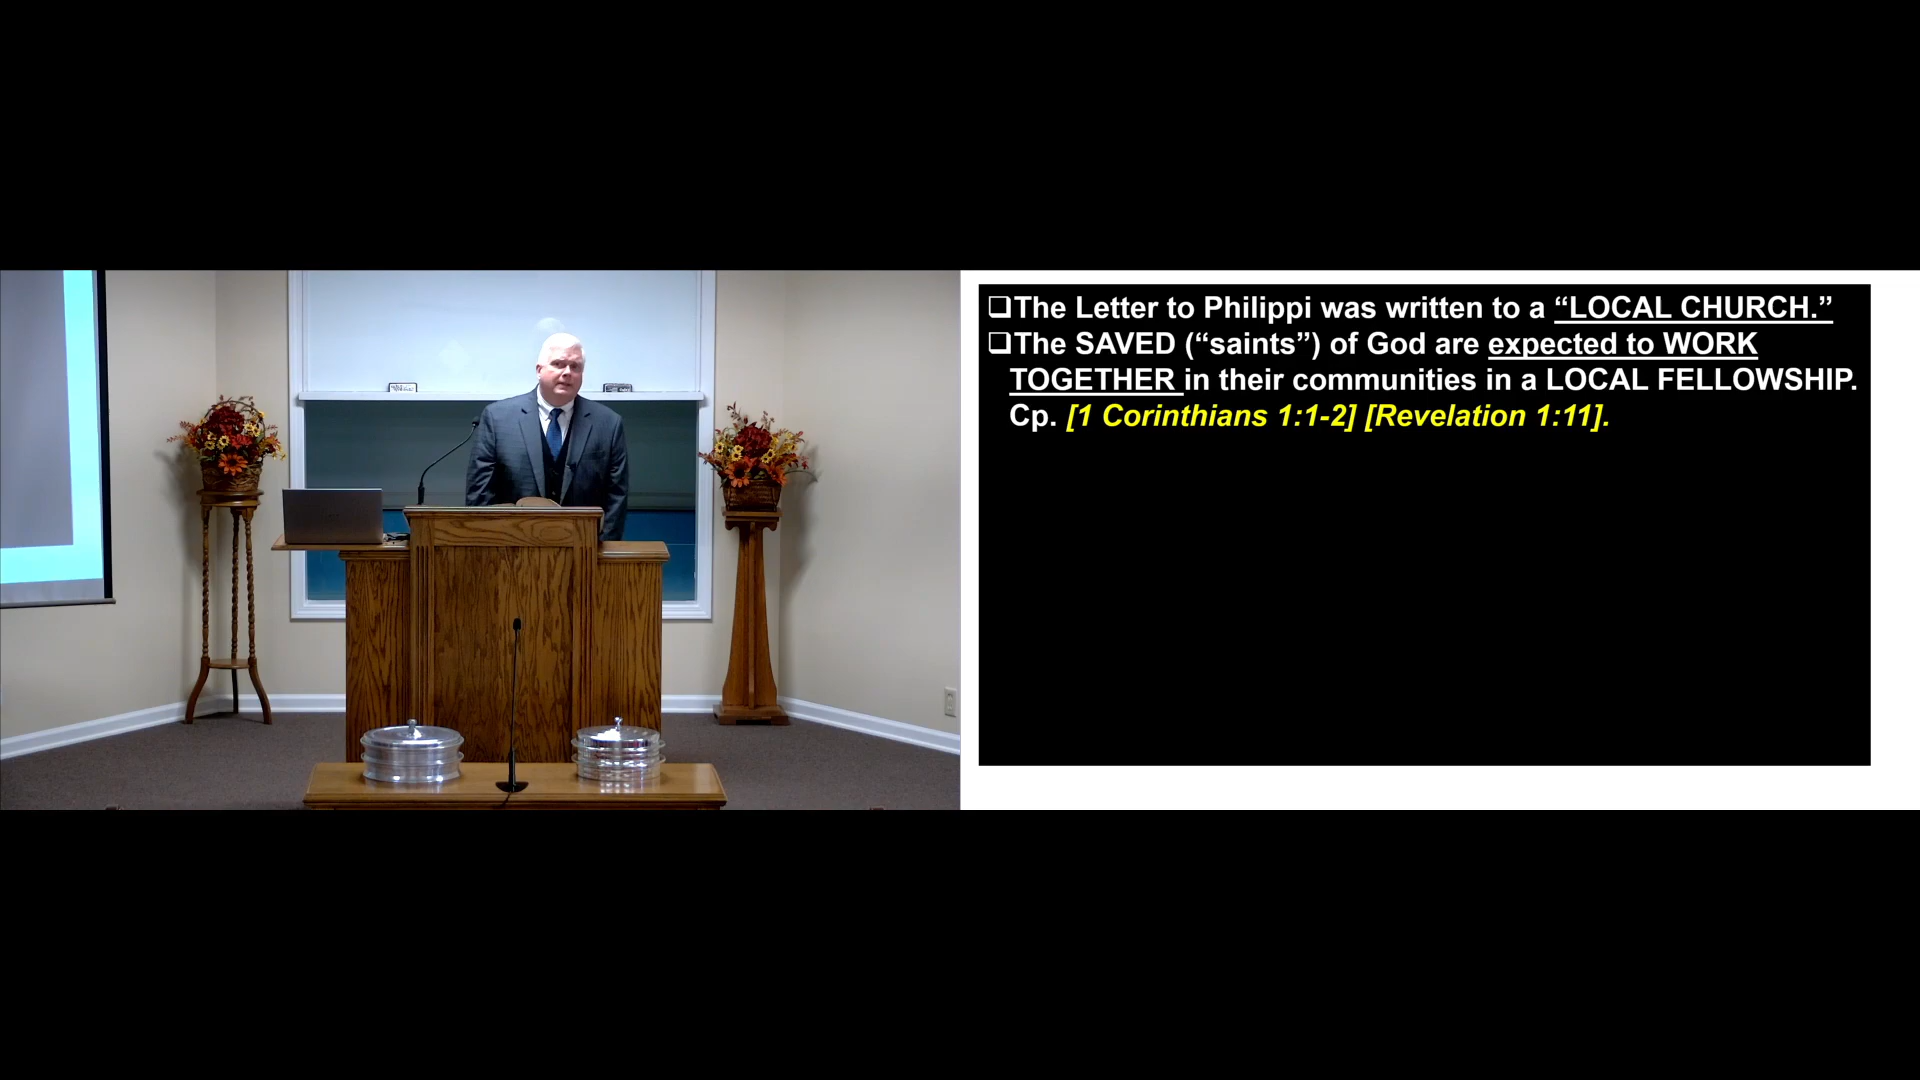 ❑The Letter to Philippi was written to a “LOCAL CHURCH.”
❑The SAVED (“saints”) of God are expected to WORK
TOGETHER in their communities in a LOCAL FELLOWSHIP.
Cp. [1 Corinthians 1:1-2] [Revelation 1:11].